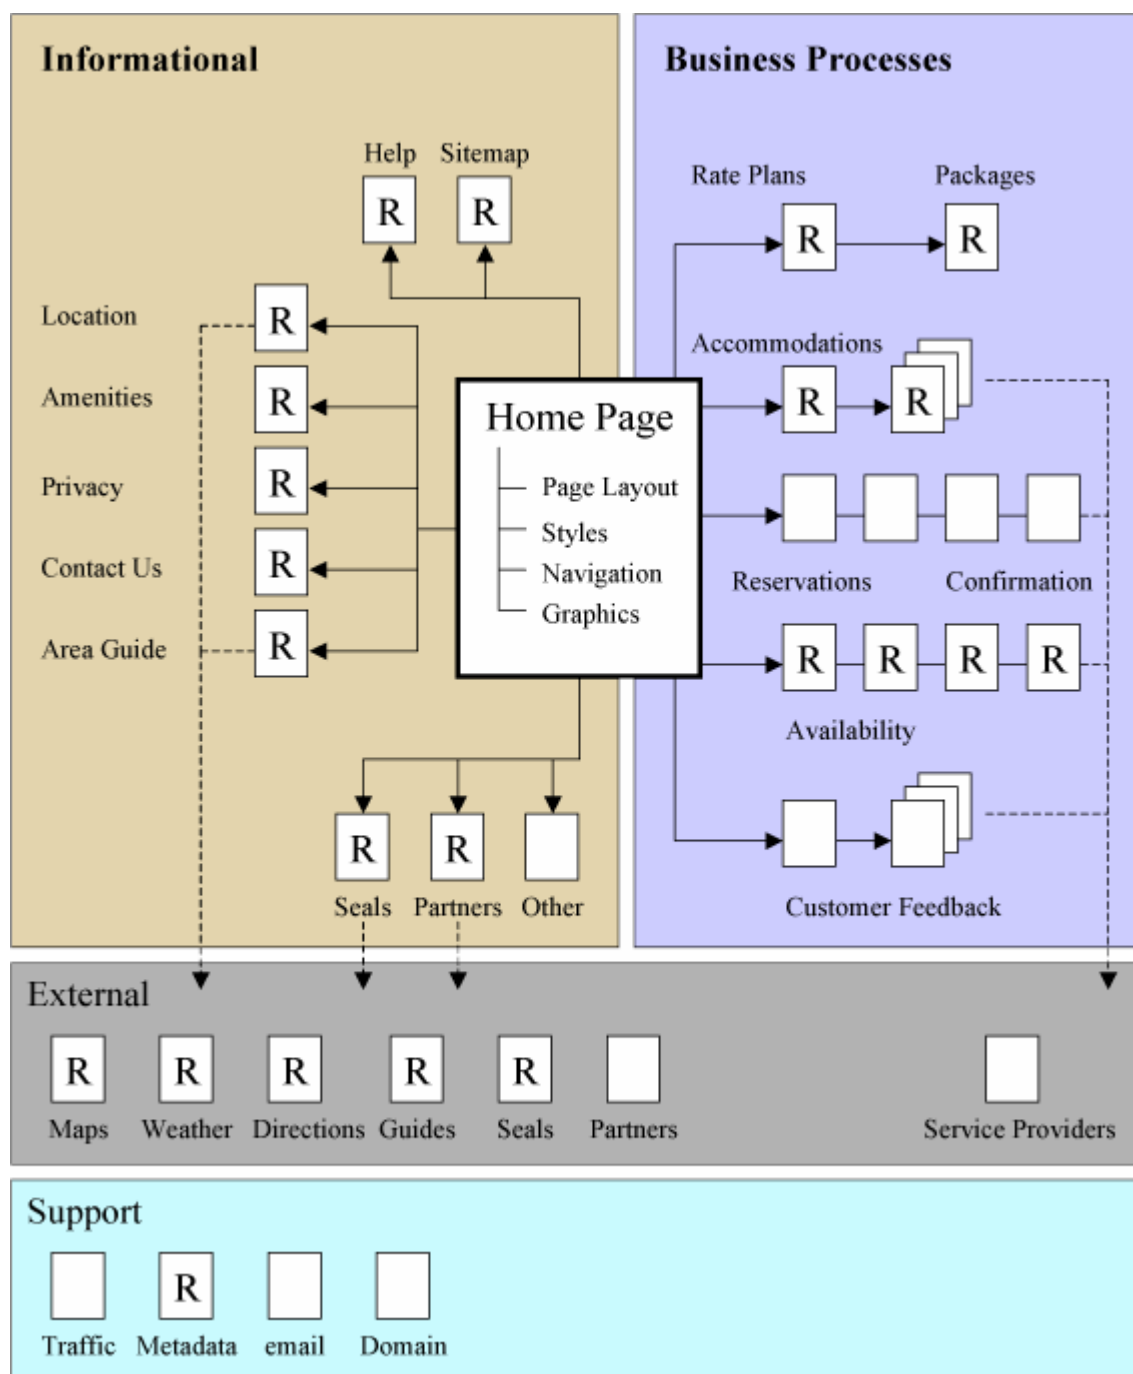 Informational
Help Sitemap
R R
Location R
Amenities R
Privacy R
Contact Us R
Area Guide R
Home Page
Page Layout
Styles
Navigation
Graphics
R R
Seals Partners Other
Business Processes
Rate Plans Packages
R R
Accommodations
R R
Reservations Confirmation
R R R R
Availability
Customer Feedback
External
R R R R R
Maps Weather Directions Guides Seals Partners Service Providers
Support
R
Traffic Metadata email Domain